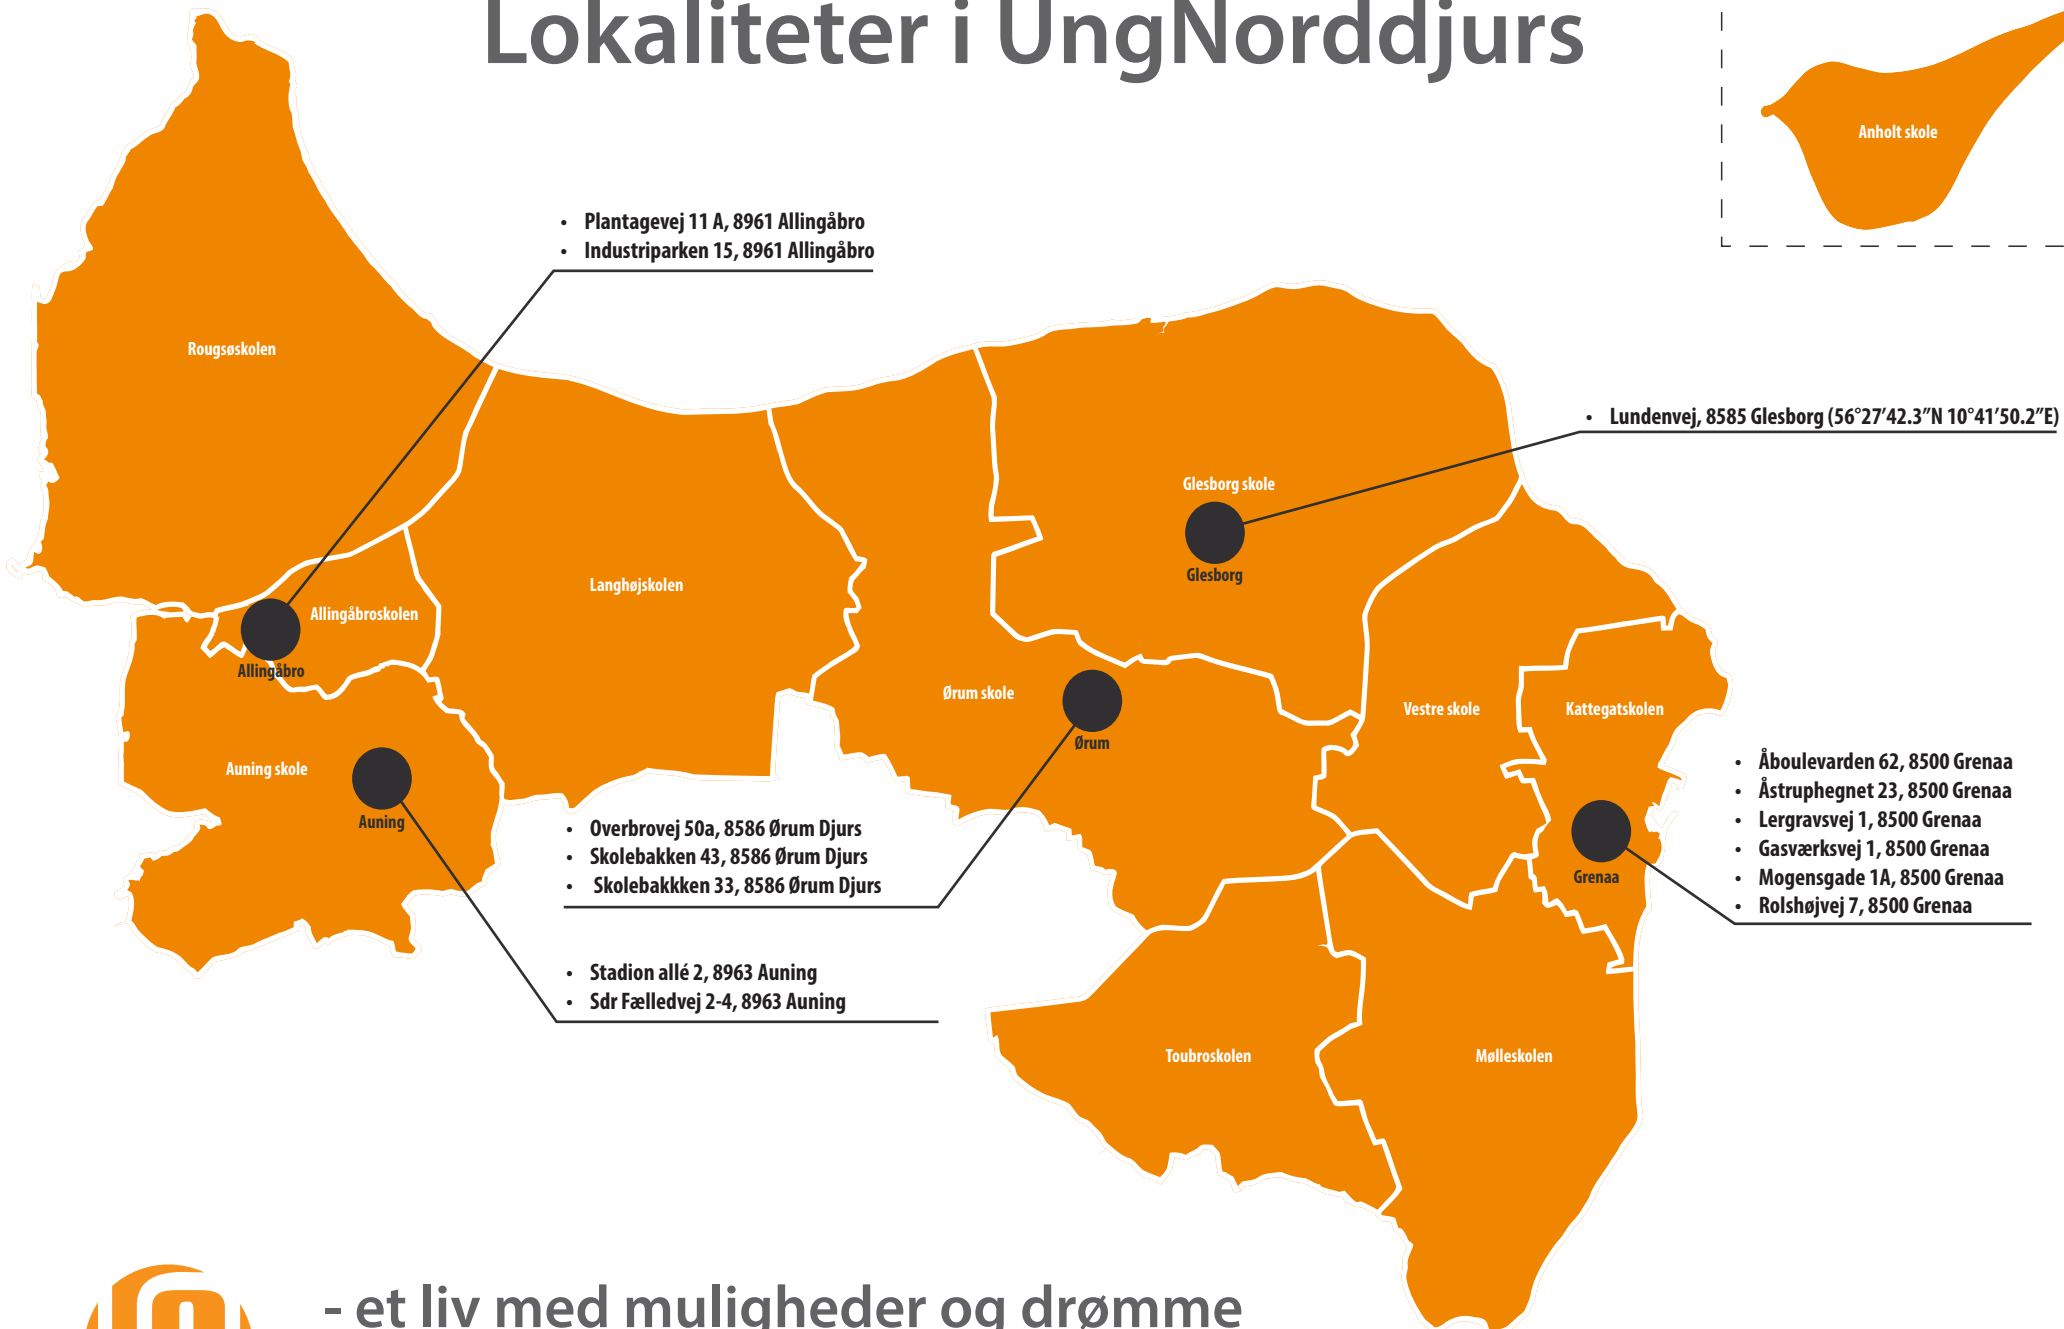 Lokaliteter i UngNorddjurs
Anholt skole
• Plantagevej 11 A, 8961 Allingåbro
• Industriparken 15, 8961 Allingåbro
Rougsøskolen
• Lundenvej, 8585 Glesborg (56°27’42.3”N 10°41’50.2”E)
Glesborg skole
Glesborg
Langhøjskolen
Allingåbroskolen
Allingåbro
Ørum skole
Ørum
Vestre skole
Kattegatskolen
Auning skole
Auning
• Åboulevarden 62, 8500 Grenaa
• Åstruphegnet 23, 8500 Grenaa
• Lergravsvej 1, 8500 Grenaa
• Gasværksvej 1, 8500 Grenaa
• Mogensgade 1A, 8500 Grenaa
• Rolshøjvej 7, 8500 Grenaa
Grenaa
• Overbrovej 50a, 8586 Ørum Djurs
• Skolebakken 43, 8586 Ørum Djurs
• Skolebakkken 33, 8586 Ørum Djurs
• Stadion allé 2, 8963 Auning
• Sdr Fælledvej 2-4, 8963 Auning
Toubroskolen
Mølleskolen
- et liv med muligheder og drømme